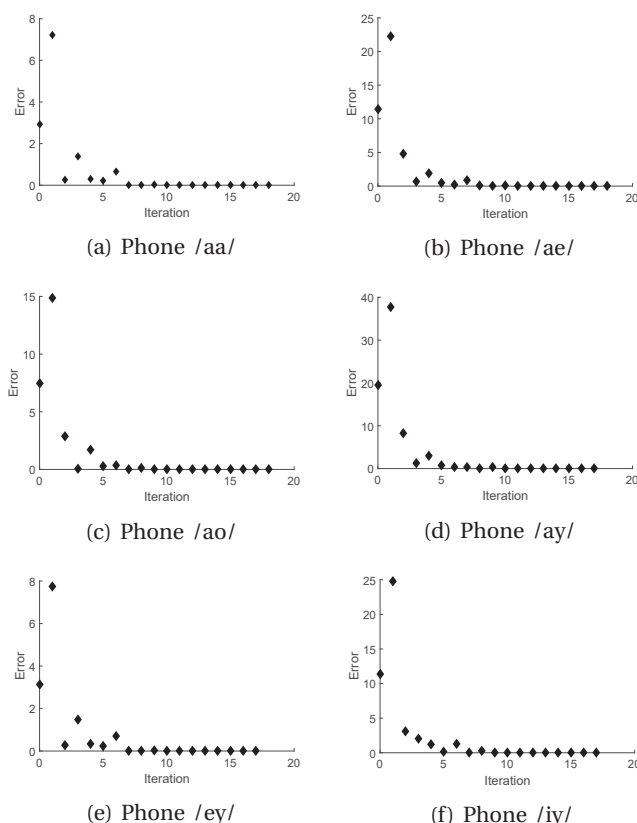 8
6
4
2
0
Error
0 5 10 15 20
Iteration
(a) Phone /aa/
25
20
15
10
5
0
Error
0 5 10 15 20
Iteration
(b) Phone /ae/
15
10
5
0
Error
0 5 10 15 20
Iteration
(c) Phone /ao/
40
30
20
10
0
Error
0 5 10 15 20
Iteration
(d) Phone /ay/
8
6
4
2
0
Error
0 5 10 15 20
Iteration
(e) Phone /ey/
25
20
15
10
5
0
Error
0 5 10 15 20
Iteration
(f) Phone /iy/